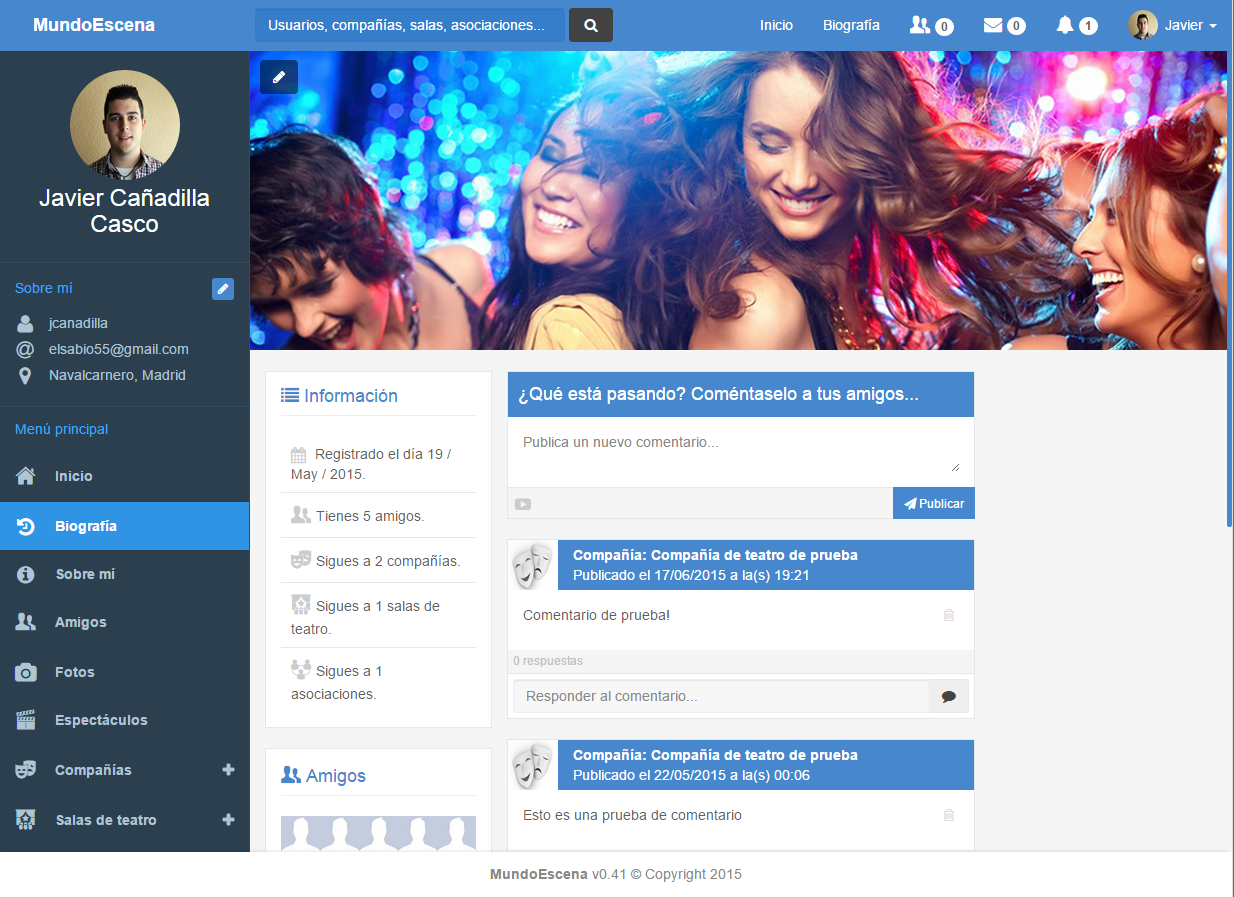 MundoEscena
Usuarios, compañías, salas, asociaciones...
Inicio
Biografía
0
0
1
Javier
Javier Cañadilla
Casco
Sobre mí
jcanadilla
elsabio55@gmail.com
Navalcarnero, Madrid
Menú principal
Inicio
Biografía
Sobre mí
Amigos
Fotos
Espectáculos
Compañías
Salas de teatro
Información
Registrado el día 19 /
May / 2015.
Tienes 5 amigos.
Sigues a 2 compañías.
Sigues a 1 salas de
teatro.
Sigues a 1
asociaciones.
Amigos
¿Qué está pasando? Coméntaselo a tus amigos...
Publica un nuevo comentario...
Publicar
Compañía: Compañía de teatro de prueba
Publicado el 17/06/2015 a la(s) 19:21
Comentario de prueba!
0 respuestas
Responder al comentario...
Compañía: Compañía de teatro de prueba
Publicado el 22/05/2015 a la(s) 00:06
Esto es una prueba de comentario
MundoEscena v0.41 © Copyright 2015